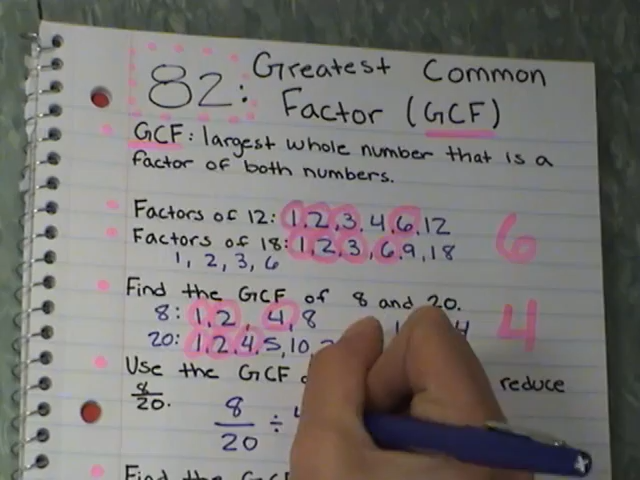 82: Greatest Common
Factor (GCF)
GCF: largest whole number that is a
factor of both numbers.
Factors of 12: 1, 2, 3, 4, 6, 12
Factors of 18: 1, 2, 3, 6, 9, 18
1, 2, 3, 6
6
Find the GCF of 8 and 20.
8: 1, 2, 4, 8
20: 1, 2, 4, 5, 10,
4
Use the GCF reduce
8/20.
8/20 ÷
Find the GCF